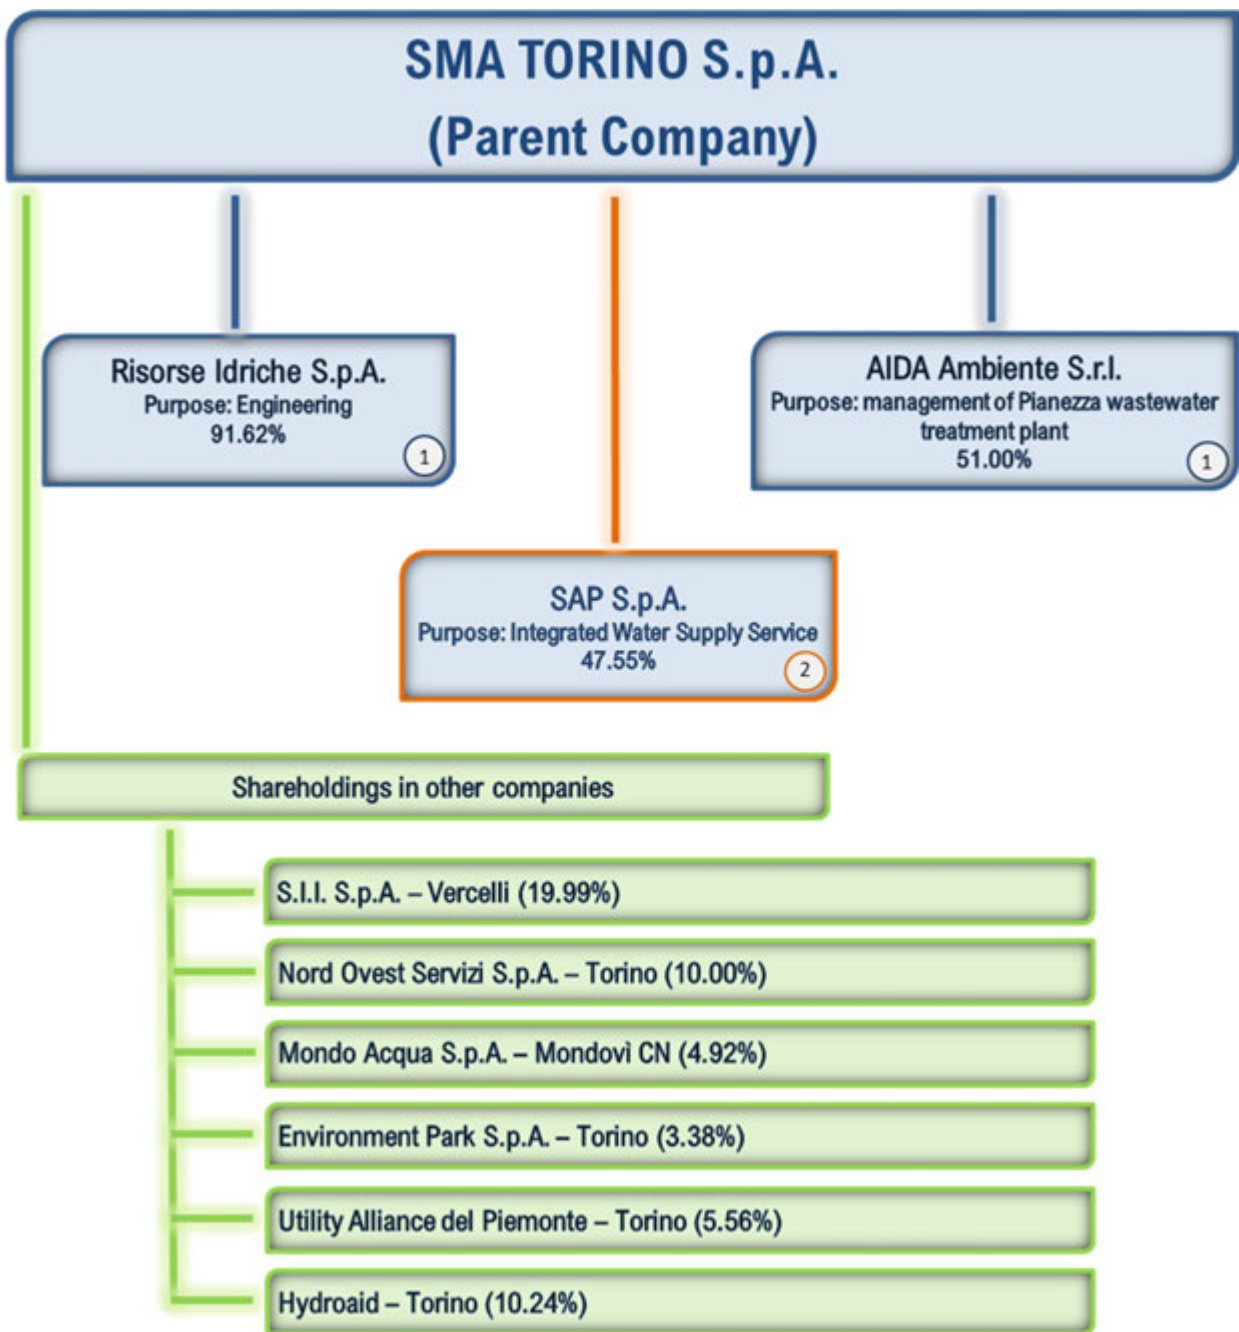 SMA TORINO S.p.A.
(Parent Company)
Risorse Idriche S.p.A.
Purpose: Engineering
91.62%
1
AIDA Ambiente S.r.l.
Purpose: management of Pianezza wastewater
treatment plant
51.00%
1
SAP S.p.A.
Purpose: Integrated Water Supply Service
47.55%
2
Shareholdings in other companies
S.I.I. S.p.A. – Vercelli (19.99%)
Nord Ovest Servizi S.p.A. – Torino (10.00%)
Mondo Acqua S.p.A. – Mondovì CN (4.92%)
Environment Park S.p.A. – Torino (3.38%)
Utility Alliance del Piemonte – Torino (5.56%)
Hydroaid – Torino (10.24%)